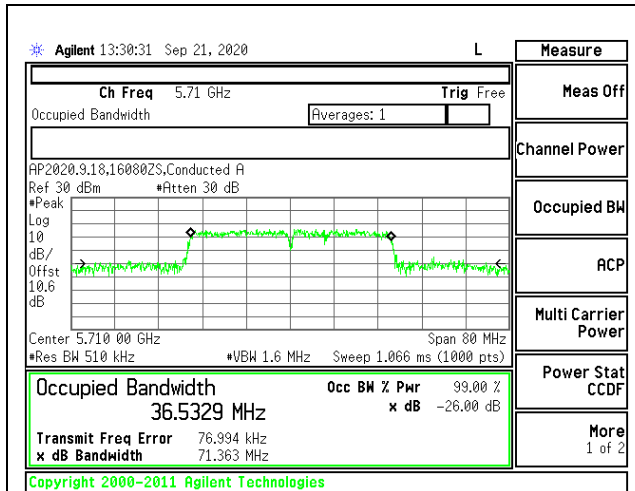 Agilent 13:30:31 Sep 21, 2020 L
Measure
Ch Freq 5.71 GHz Trig Free
Meas Off
Occupied Bandwidth Averages: 1
Channel Power
AP2020.9.18,16080ZS,Conducted A
Ref 30 dBm #Atten 30 dB
#Peak
Log
10
dB/
Offst
10.6
dB
Occupied BW
ACP
Multi Carrier
Power
Center 5.710 00 GHz Span 80 MHz
#Res BW 510 kHz #VBW 1.6 MHz Sweep 1.066 ms (1000 pts)
Power Stat
CCDF
Occupied Bandwidth Occ BW % Pwr 99.00 %
36.5329 MHz x dB -26.00 dB
Transmit Freq Error 76.994 kHz
x dB Bandwidth 71.363 MHz
More
1 of 2
Copyright 2000-2011 Agilent Technologies